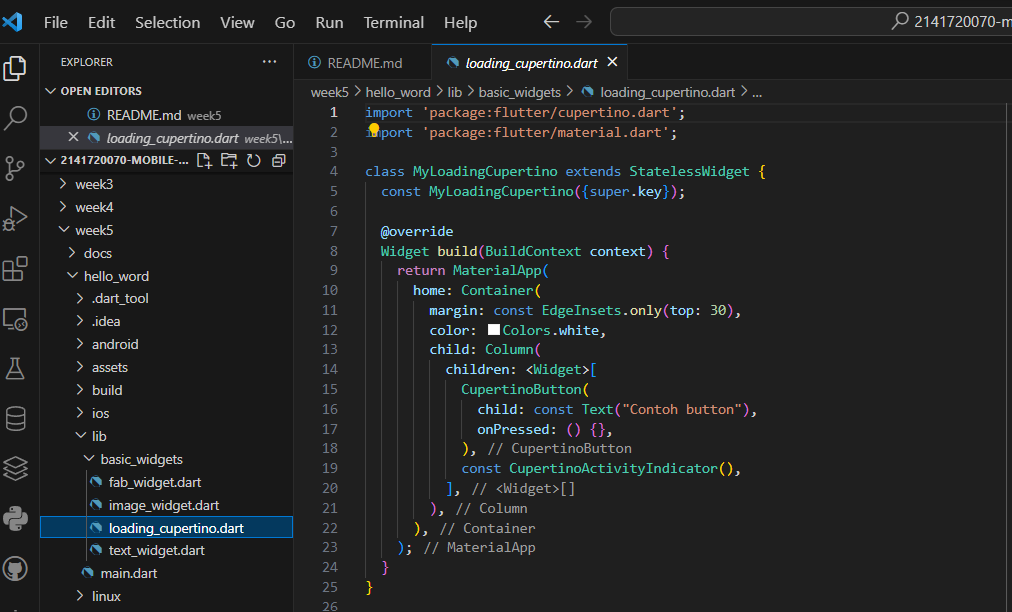 File Edit Selection View Go Run Terminal Help 2141720070-m
EXPLORER ...
OPEN EDITORS
README.md week5
loading_cupertino.dart week5\...
2141720070-MOBILE-...
week3
week4
week5
docs
hello_word
.dart_tool
.idea
android
assets
build
ios
lib
basic_widgets
fab_widget.dart
image_widget.dart
loading_cupertino.dart
text_widget.dart
main.dart
linux
README.md loading_cupertino.dart
week5 > hello_word > lib > basic_widgets > loading_cupertino.dart > ...
1 import 'package:flutter/cupertino.dart';
2 import 'package:flutter/material.dart';
3
4 class MyLoadingCupertino extends StatelessWidget {
5 const MyLoadingCupertino({super.key});
6
7 @override
8 Widget build(BuildContext context) {
9 return MaterialApp(
10 home: Container(
11 margin: const EdgeInsets.only(top: 30),
12 color: Colors.white,
13 child: Column(
14 children: <Widget>[
15 CupertinoButton(
16 child: const Text("Contoh button"),
17 onPressed: () {},
18 ), // CupertinoButton
19 const CupertinoActivityIndicator(),
20 ], // <Widget>[]
21 ), // Column
22 ), // Container
23 ); // MaterialApp
24 }
25 }
26